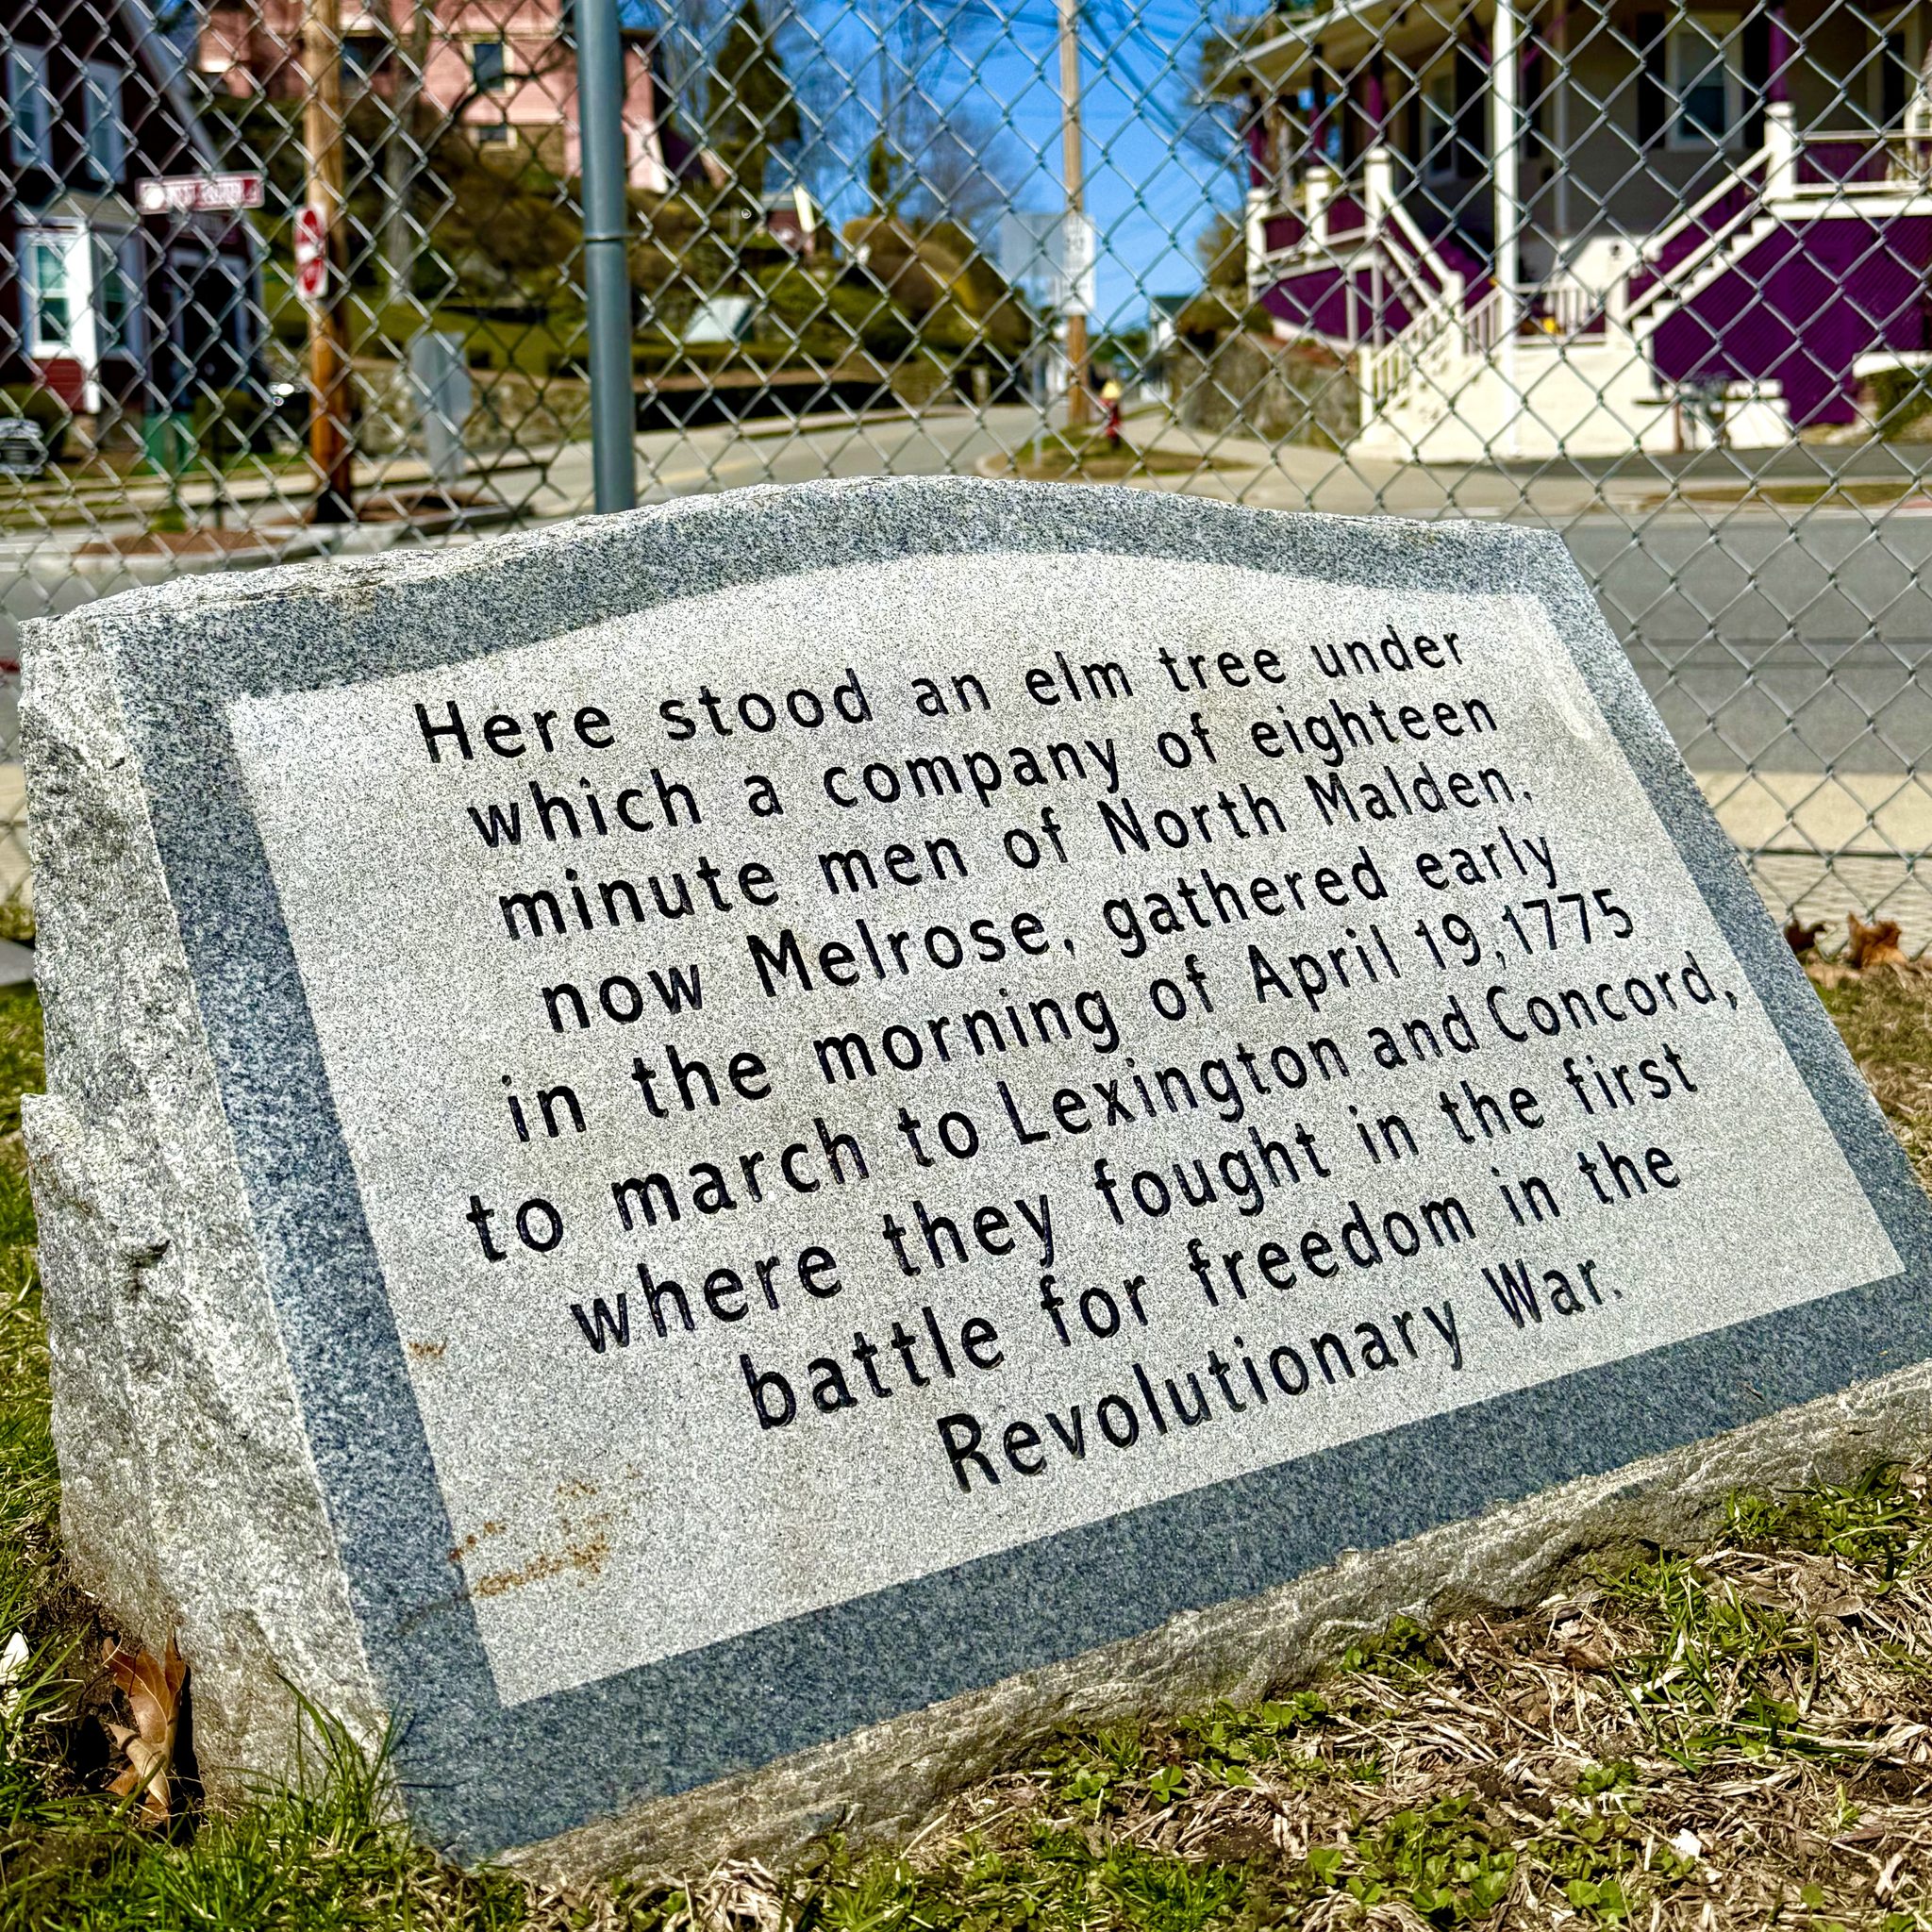 Here stood an elm tree under
which a company of eighteen
minute men of North Malden,
now Melrose, gathered early
in the morning of April 19, 1775
to march to Lexington and Concord,
where they fought in the first
battle for freedom in the
Revolutionary War.